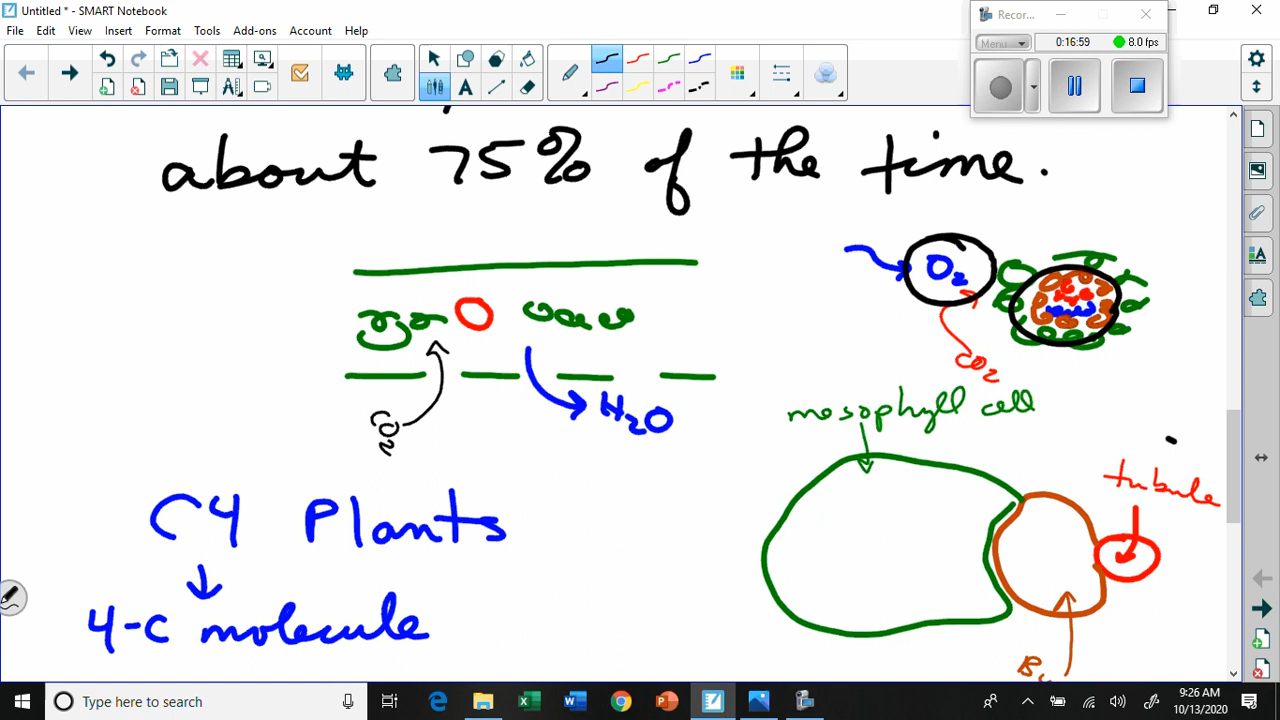 Untitled * - SMART Notebook
File Edit View Insert Format Tools Add-ons Account Help
Recor...
Menu
0:16:59
8.0 fps
about 75% of the time.
O2
CO2
O2
H2O
mesophyll cell
tubule
C4 Plants
4-C molecule
Bu
Type here to search
9:26 AM
10/13/2020